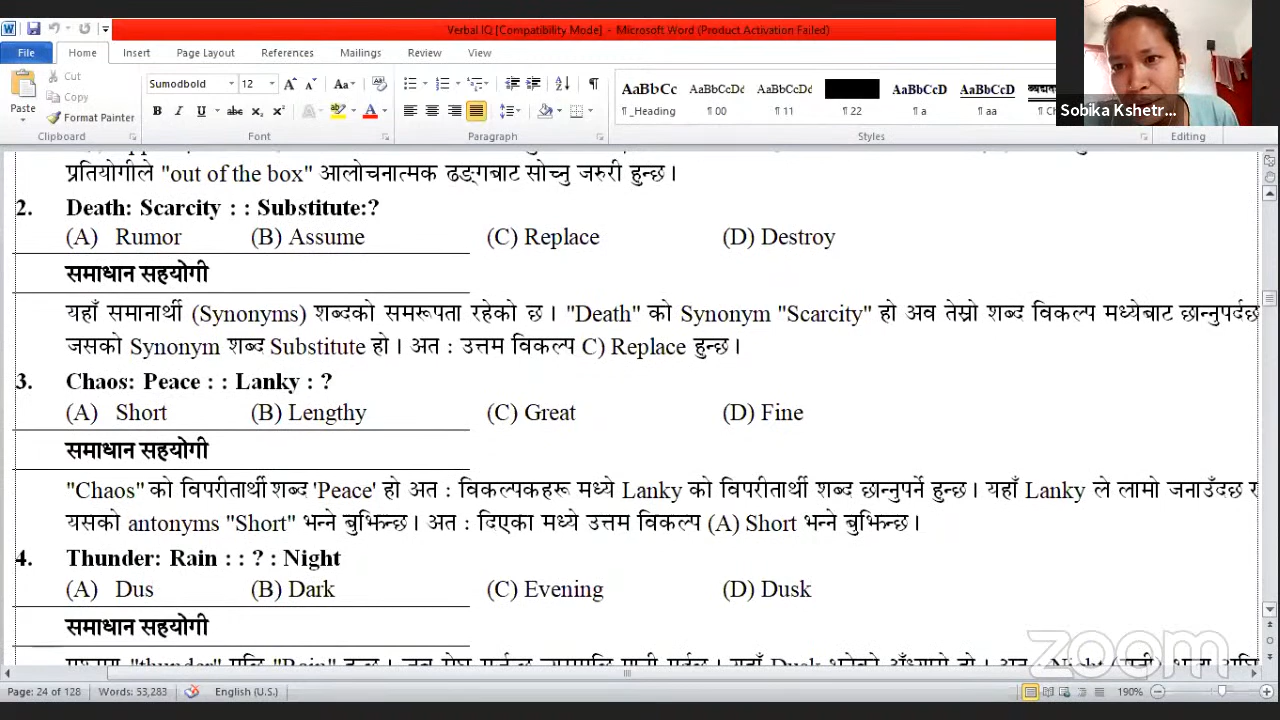 Verbal IQ [Compatibility Mode] - Microsoft Word (Product Activation Failed)
File Home Insert Page Layout References Mailings Review View
Cut
Copy
Format Painter
Paste
Sumodbold 12
Clipboard Font Paragraph Styles Editing
AaBbCc AaBbCcDc AaBbCcDc AaBbCcD AaBbCcD
¶ _Heading ¶ 00 ¶ 11 ¶ 22 ¶ a ¶ aa
Sobika Kshetr...
प्रतियोगीले "out of the box" आलोचनात्मक ढङ्गबाट सोच्नु जरुरी हुन्छ।
2. Death: Scarcity : : Substitute:?
(A) Rumor (B) Assume (C) Replace (D) Destroy
समाधान सहयोगी
यहाँ समानार्थी (Synonyms) शब्दको समरूपता रहेको छ। "Death" को Synonym "Scarcity" हो अव तेस्रो शब्द विकल्प मध्येबाट छान्नुपर्दछ
जसको Synonym शब्द Substitute हो। अत : उत्तम विकल्प C) Replace हुन्छ।
3. Chaos: Peace : : Lanky : ?
(A) Short (B) Lengthy (C) Great (D) Fine
समाधान सहयोगी
"Chaos" को विपरीतार्थी शब्द 'Peace' हो अत : विकल्पकहरू मध्ये Lanky को विपरीतार्थी शब्द छान्नुपर्ने हुन्छ। यहाँ Lanky ले लामो जनाउँदछ र
यसको antonyms "Short" भन्ने बुझिन्छ। अत : दिएका मध्ये उत्तम विकल्प (A) Short भन्ने बुझिन्छ।
4. Thunder: Rain : : ? : Night
(A) Dus (B) Dark (C) Evening (D) Dusk
समाधान सहयोगी
zoom
Page: 24 of 128 Words: 53,283 English (U.S.) 190%